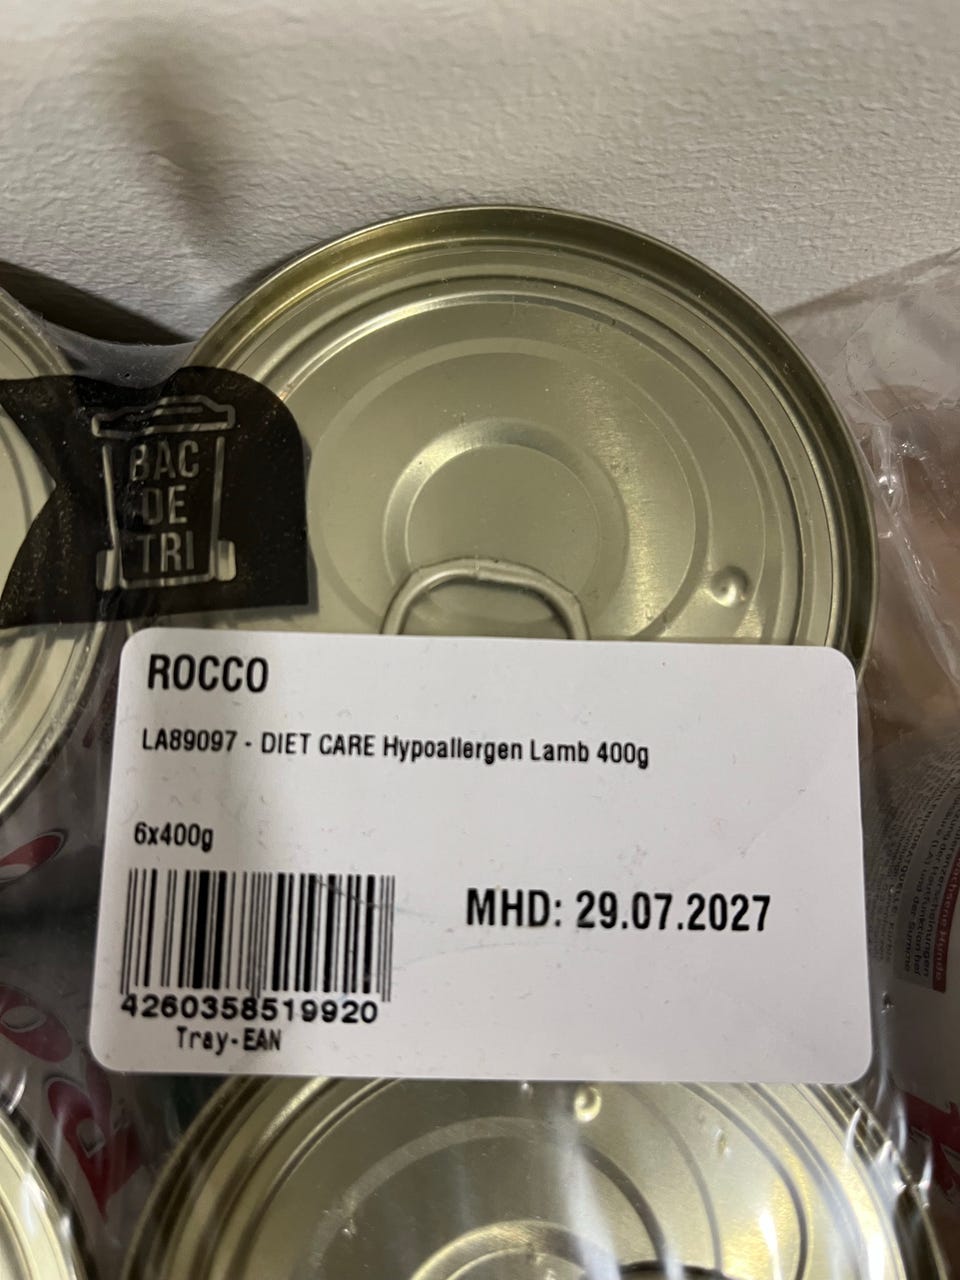 BAC
DE
TRI
ROCCO
LA89097 - DIET CARE Hypoallergen Lamb 400g
6x400g
MHD: 29.07.2027
4260358519920
Tray-EAN